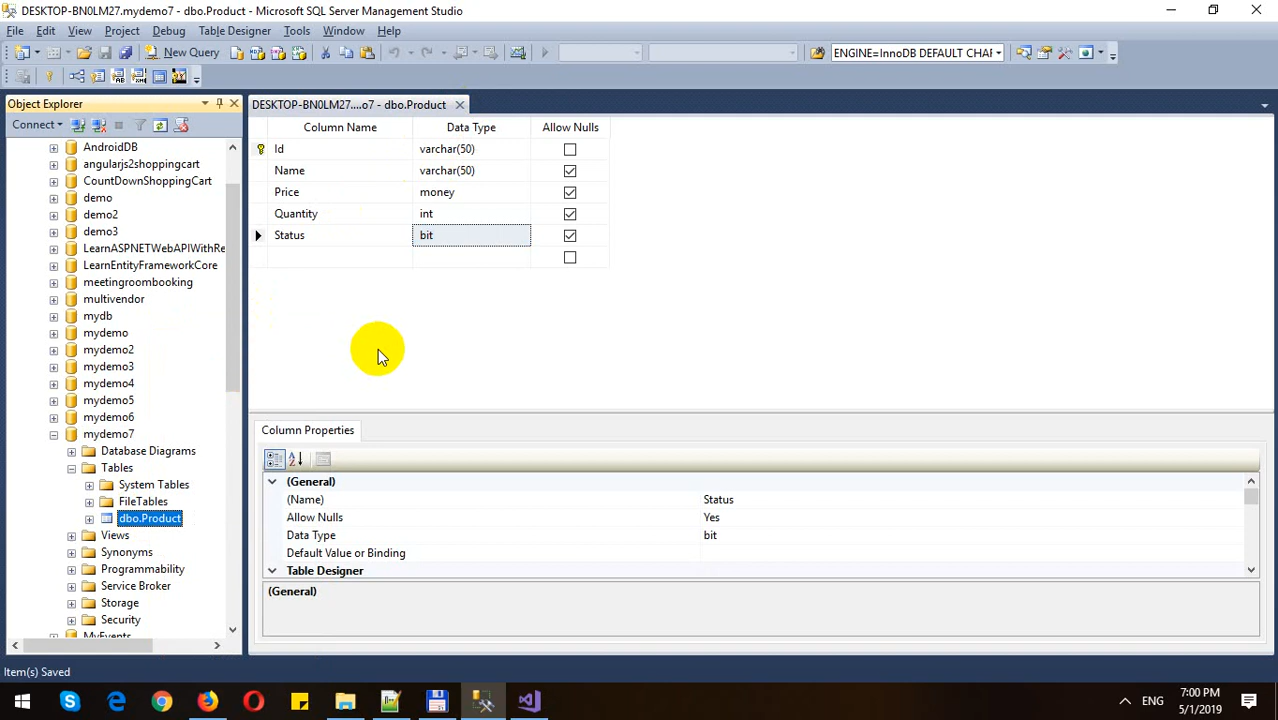 DESKTOP-BN0LM27.mydemo7 - dbo.Product - Microsoft SQL Server Management Studio
File Edit View Project Debug Table Designer Tools Window Help
New Query ENGINE=InnoDB DEFAULT CHAF
Object Explorer
DESKTOP-BN0LM27....o7 - dbo.Product
Connect
Column Name Data Type Allow Nulls
Id varchar(50)
Name varchar(50)
Price money
Quantity int
Status bit
AndroidDB
angularjs2shoppingcart
CountDownShoppingCart
demo
demo2
demo3
LearnASPNETWebAPIWithRe
LearnEntityFrameworkCore
meetingroombooking
multivendor
mydb
mydemo
mydemo2
mydemo3
mydemo4
mydemo5
mydemo6
mydemo7
Database Diagrams
Tables
System Tables
FileTables
dbo.Product
Views
Synonyms
Programmability
Service Broker
Storage
Security
MyEvents
Column Properties
(General)
(Name) Status
Allow Nulls Yes
Data Type bit
Default Value or Binding
Table Designer
(General)
Item(s) Saved
ENG
7:00 PM
5/1/2019